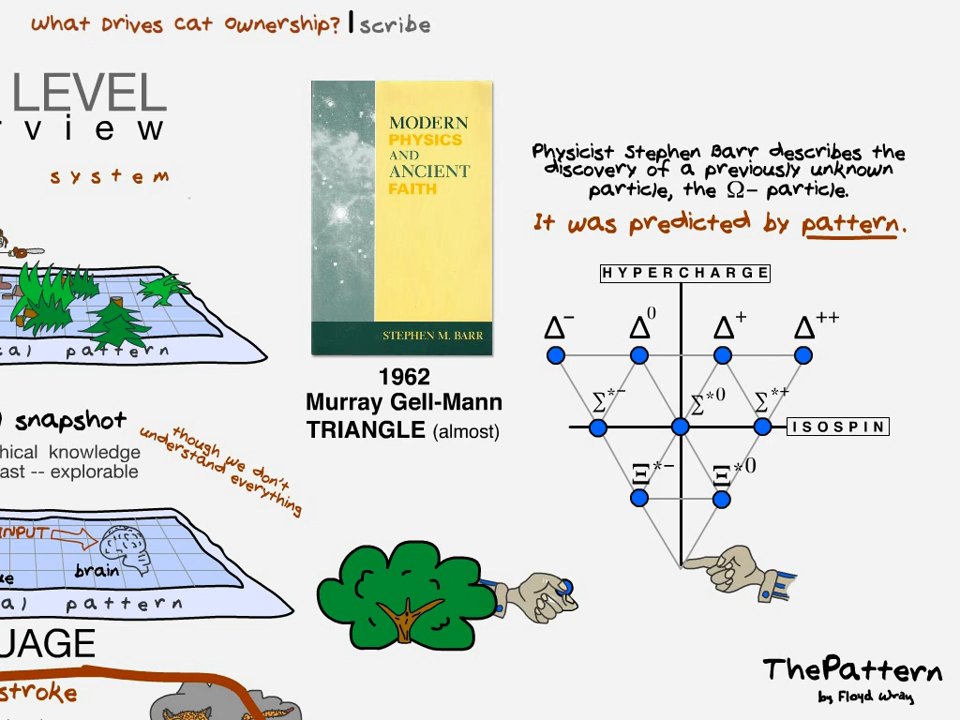 What Drives Cat Ownership? scribe
LEVEL
r v i e w
system
cal pattern
snapshot
hical knowledge
ast -- explorable
though we don't
understand everything
INPUT
brain
ue
al pattern
UAGE
stroke
MODERN
PHYSICS
AND
ANCIENT
FAITH
STEPHEN M. BARR
1962
Murray Gell-Mann
TRIANGLE (almost)
Physicist Stephen Barr describes the
discovery of a previously unknown
particle, the Ω- particle.
It was predicted by pattern.
HYPERCHARGE
Δ⁻ Δ⁰ Δ⁺ Δ⁺⁺
Σ*⁻ Σ*⁰ Σ*⁺
ISOSPIN
Ξ*⁻ Ξ*⁰
ThePattern
by Floyd Wray